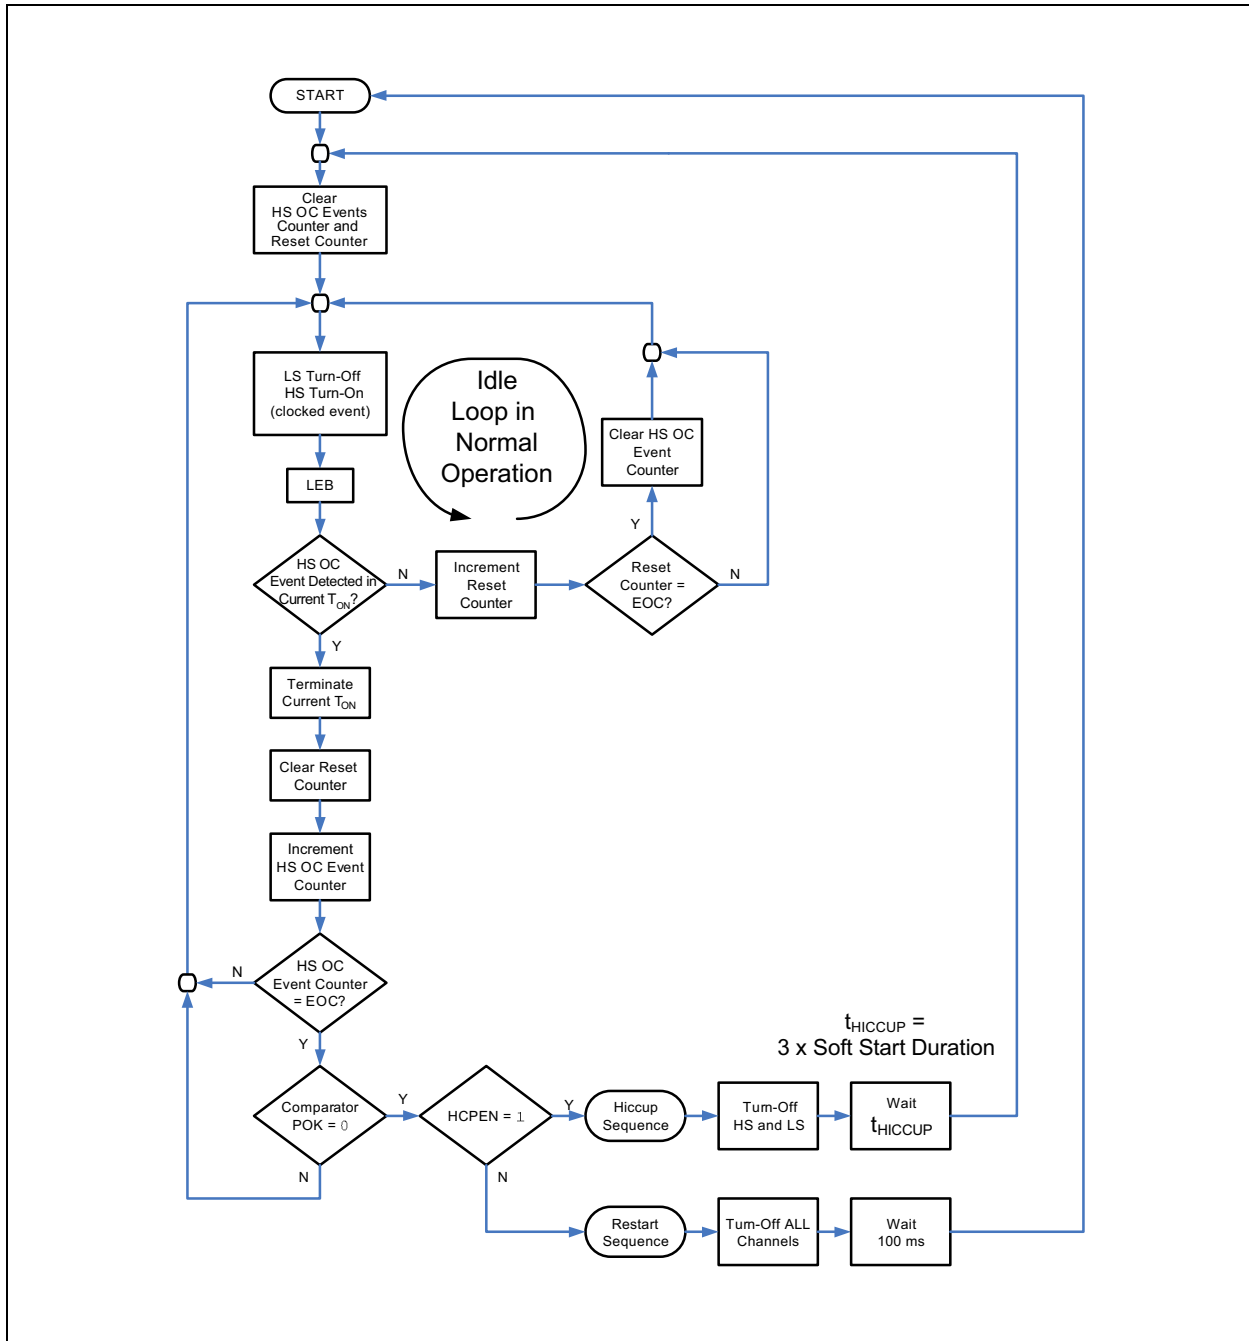 START
Clear
HS OC Events
Counter and
Reset Counter
LS Turn-Off
HS Turn-On
(clocked event)
Idle
Loop in
Normal
Operation
Clear HS OC
Event
Counter
LEB
Y
HS OC
Event Detected in
Current TON?
N
Increment
Reset
Counter
Reset
Counter =
EOC?
N
Y
Terminate
Current TON
Clear Reset
Counter
Increment
HS OC Event
Counter
HS OC
Event Counter
= EOC?
N
Y
tHICCUP =
3 x Soft Start Duration
Comparator
POK = 0
Y
N
HCPEN = 1
Y
N
Hiccup
Sequence
Turn-Off
HS and LS
Wait
tHICCUP
Restart
Sequence
Turn-Off ALL
Channels
Wait
100 ms